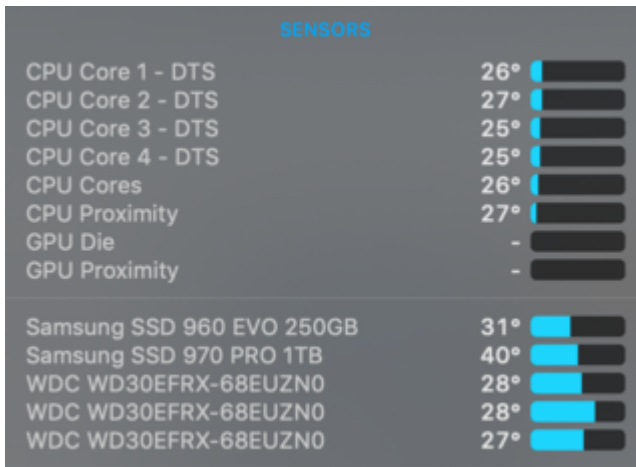 SENSORS
CPU Core 1 - DTS 26°
CPU Core 2 - DTS 27°
CPU Core 3 - DTS 25°
CPU Core 4 - DTS 25°
CPU Cores 26°
CPU Proximity 27°
GPU Die -
GPU Proximity -
Samsung SSD 960 EVO 250GB 31°
Samsung SSD 970 PRO 1TB 40°
WDC WD30EFRX-68EUZN0 28°
WDC WD30EFRX-68EUZN0 28°
WDC WD30EFRX-68EUZN0 27°